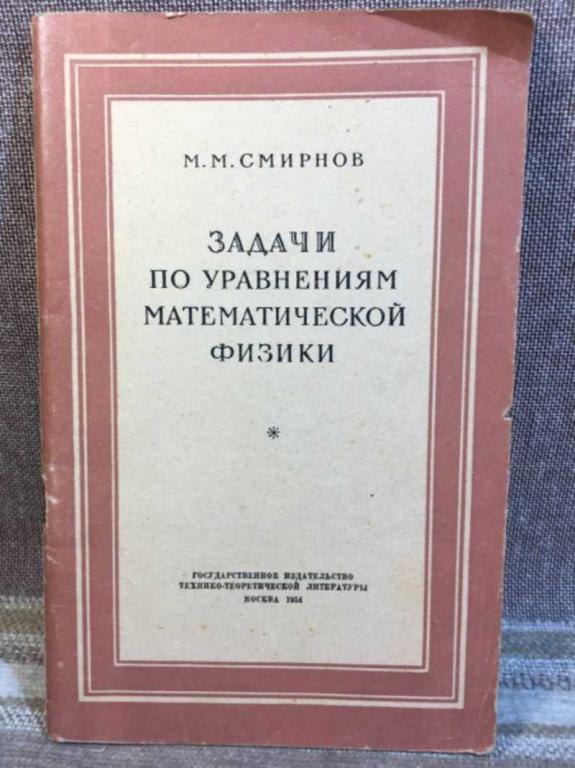 М. М. СМИРНОВ
ЗАДАЧИ
ПО УРАВНЕНИЯМ
МАТЕМАТИЧЕСКОЙ
ФИЗИКИ
*
ГОСУДАРСТВЕННОЕ ИЗДАТЕЛЬСТВО
ТЕХНИКО-ТЕОРЕТИЧЕСКОЙ ЛИТЕРАТУРЫ
МОСКВА 1954